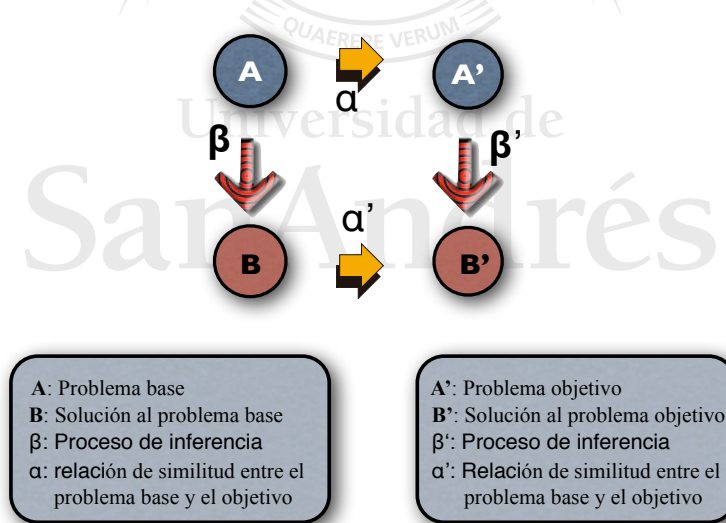 QUAERERE VERUM
A
A’
α
Universidad de
β
β’
SanAndrés
α’
B
B’
A: Problema base
B: Solución al problema base
β: Proceso de inferencia
α: relación de similitud entre el
problema base y el objetivo
A’: Problema objetivo
B’: Solución al problema objetivo
β‘: Proceso de inferencia
α’: Relación de similitud entre el
problema base y el objetivo